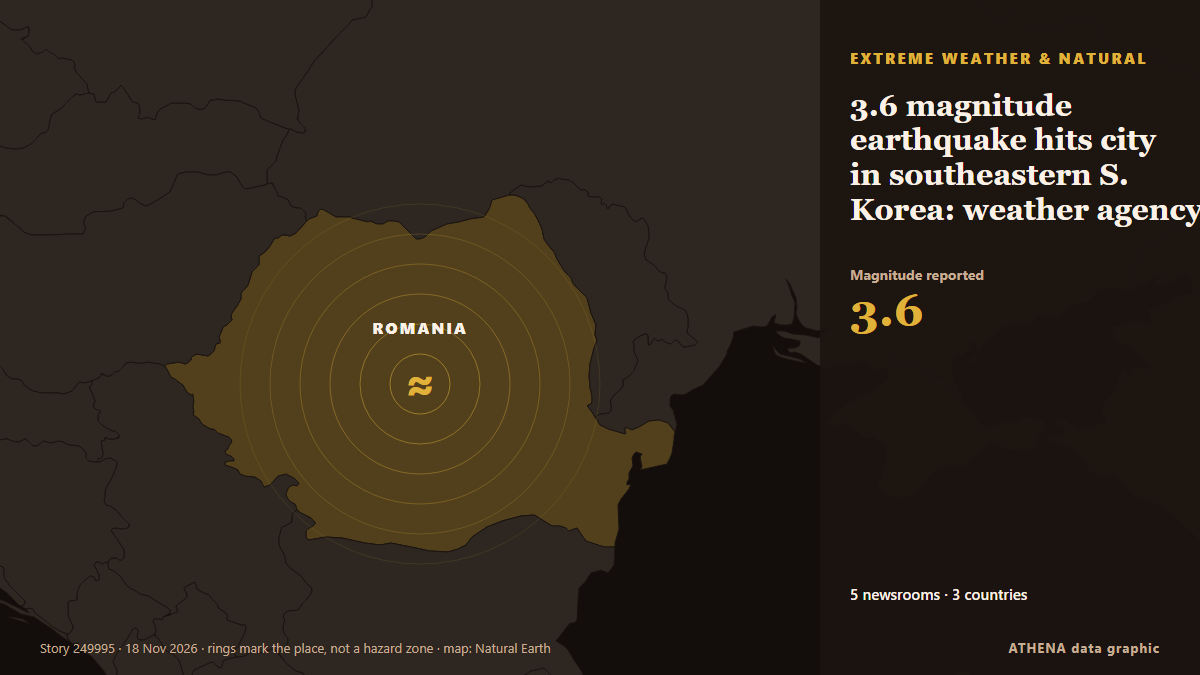 EXTREME WEATHER & NATURAL
3.6 magnitude
earthquake hits city
in southeastern S.
Korea: weather agency
Magnitude reported
3.6
ROMANIA
≈
5 newsrooms · 3 countries
Story 249995 · 18 Nov 2026 · rings mark the place, not a hazard zone · map: Natural Earth
ATHENA data graphic